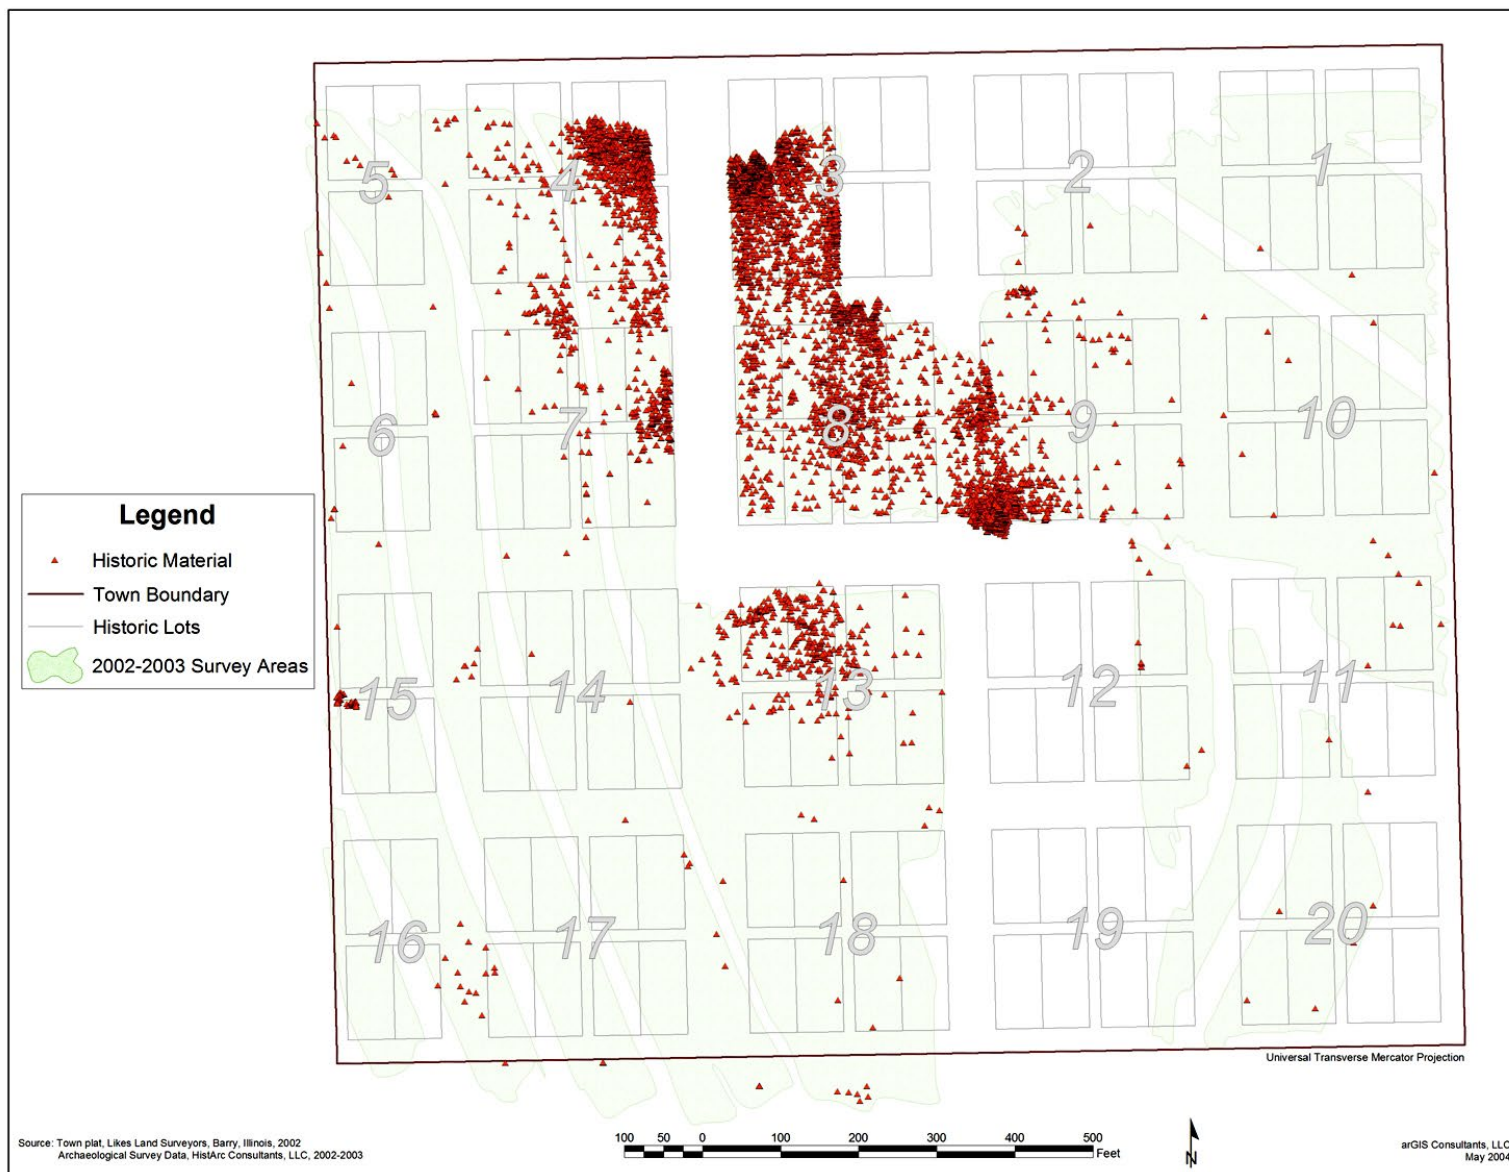 5 4 3 2 1
6 7 8 9 10
Legend
Historic Material
Town Boundary
Historic Lots
2002-2003 Survey Areas
15 14 13 12 11
16 17 18 19 20
Universal Transverse Mercator Projection
Source: Town plat, Likes Land Surveyors, Barry, Illinois, 2002
Archaeological Survey Data, HistArc Consultants, LLC, 2002-2003
100 50 0 100 200 300 400 500
Feet
N
arGIS Consultants, LLC
May 2004